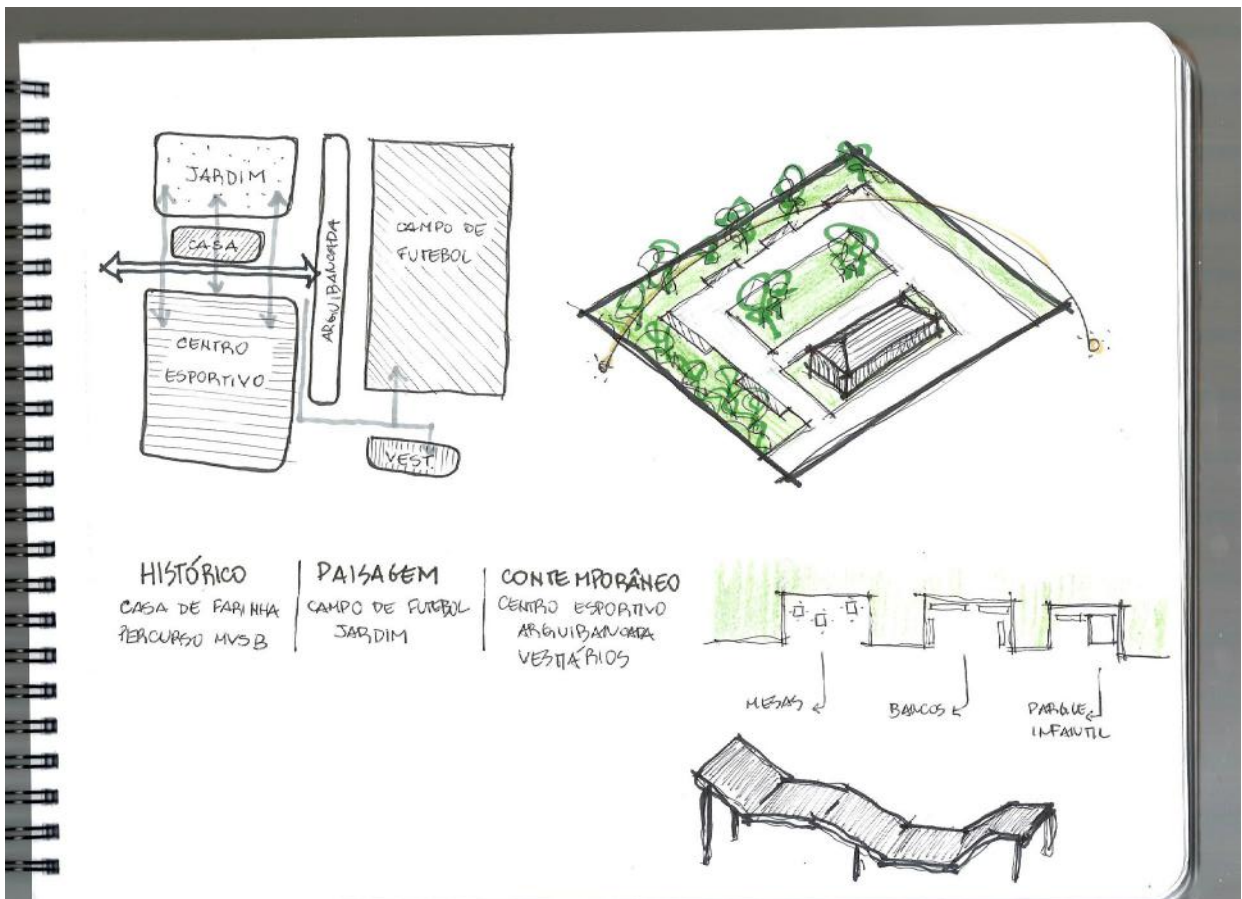 JARDIM
CASA
CENTRO
ESPORTIVO
ARQUIBANCADA
CAMPO DE
FUTEBOL
VEST.
HISTÓRICO
CASA DE FARINHA
PERCURSO MVSB
PAISAGEM
CAMPO DE FUTEBOL
JARDIM
CONTEMPORÂNEO
CENTRO ESPORTIVO
ARQUIBANCADA
VESTIÁRIOS
MESAS
BANCOS
PARQUE
INFANTIL